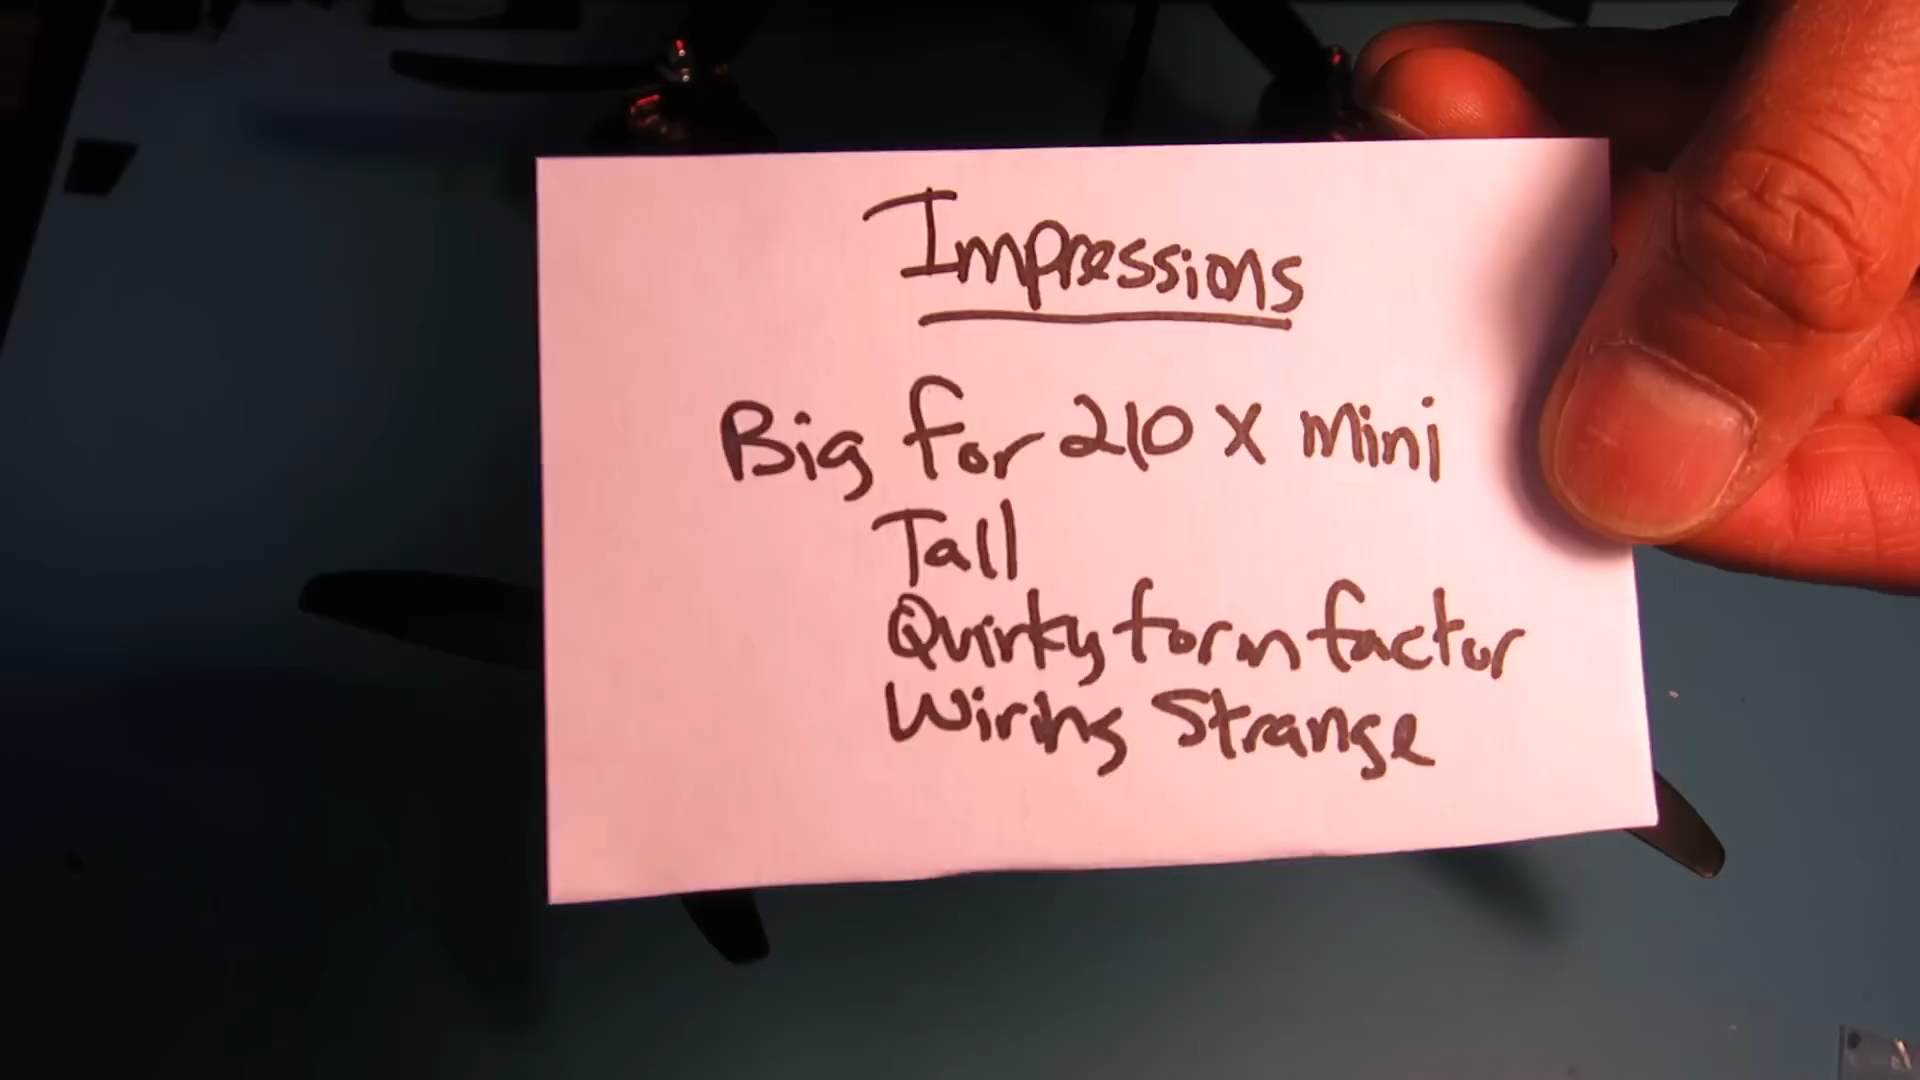 Impressions
Big for 210 X Mini
Tall
Quirky form factor
Wiring Strange